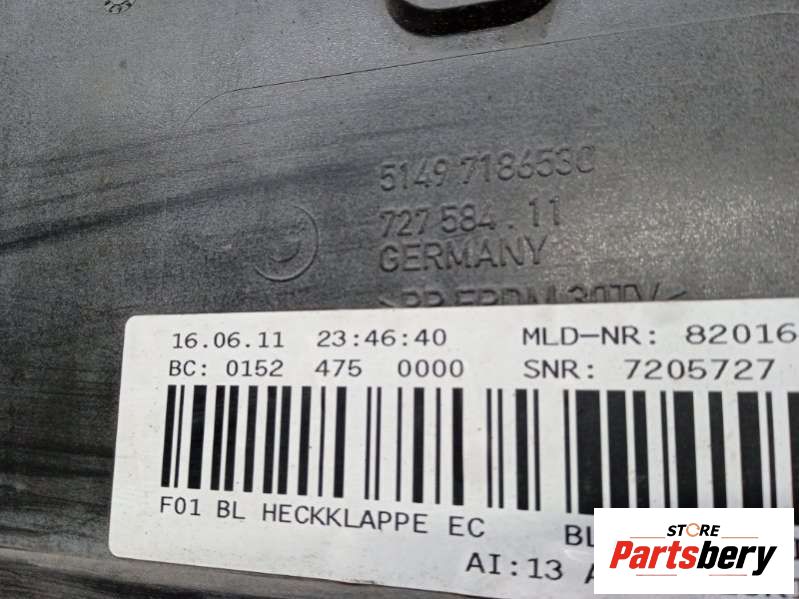 5149 7186530
727 584 . 11
GERMANY
16.06.11 23:46:40 MLD-NR: 82016
BC: 0152 475 0000 SNR: 7205727
F01 BL HECKKLAPPE EC BL
AI:13 A
STORE
Partsbery